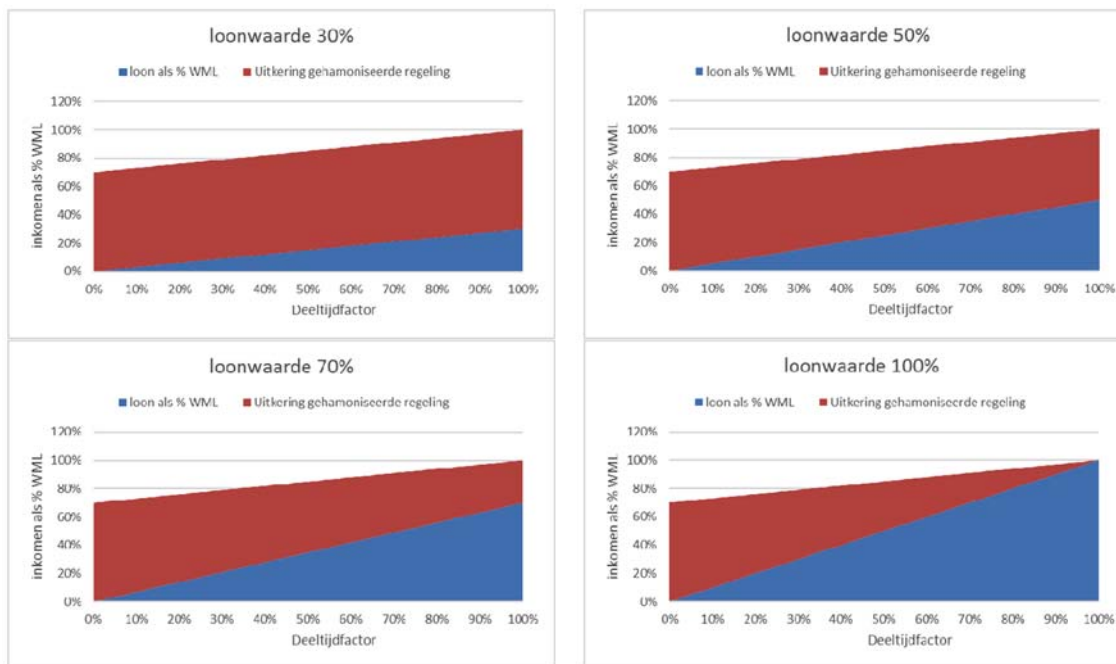 loonwaarde 30%
loon als % WML Uitkering gehamoniseerde regeling
inkomen als % WML
120%
100%
80%
60%
40%
20%
0%
0% 10% 20% 30% 40% 50% 60% 70% 80% 90% 100%
Deeltijdfactor
loonwaarde 50%
loon als % WML Uitkering gehamoniseerde regeling
inkomen als % WML
120%
100%
80%
60%
40%
20%
0%
0% 10% 20% 30% 40% 50% 60% 70% 80% 90% 100%
Deeltijdfactor
loonwaarde 70%
loon als % WML Uitkering gehamoniseerde regeling
inkomen als % WML
120%
100%
80%
60%
40%
20%
0%
0% 10% 20% 30% 40% 50% 60% 70% 80% 90% 100%
Deeltijdfactor
loonwaarde 100%
loon als % WML Uitkering gehamoniseerde regeling
inkomen als % WML
120%
100%
80%
60%
40%
20%
0%
0% 10% 20% 30% 40% 50% 60% 70% 80% 90% 100%
Deeltijdfactor